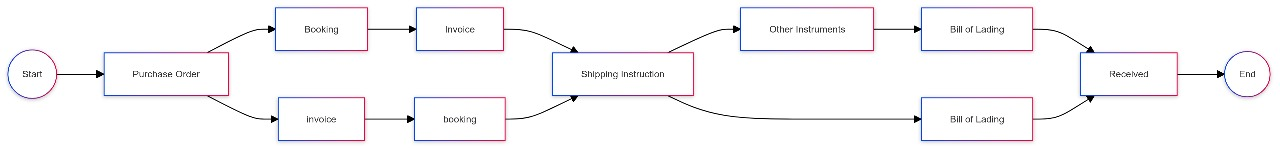 Start
Purchase Order
Booking
Invoice
invoice
booking
Shipping Instruction
Other Instruments
Bill of Lading
Bill of Lading
Received
End